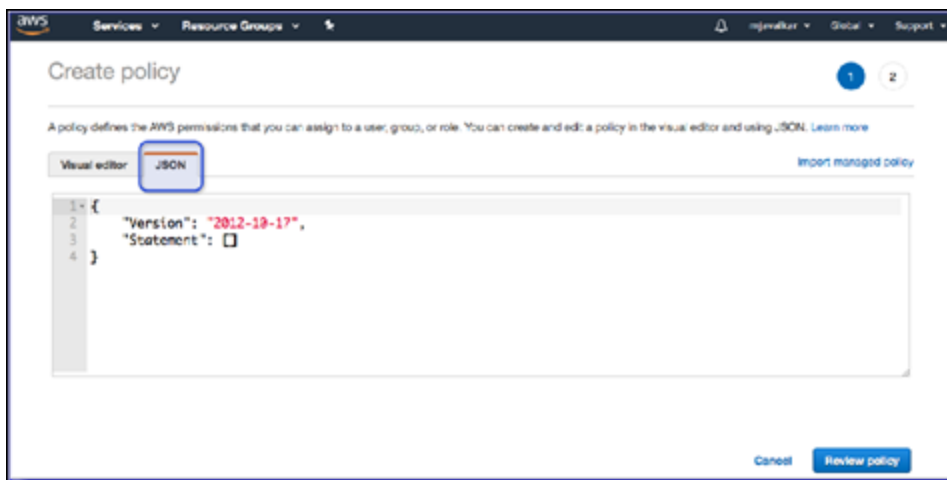 aws Services Resource Groups mjavalkar Global Support
Create policy
1 2
A policy defines the AWS permissions that you can assign to a user, group, or role. You can create and edit a policy in the visual editor and using JSON. Learn more
Visual editor JSON Import managed policy
1 {
2 "Version": "2012-10-17",
3 "Statement": []
4 }
Cancel Review policy